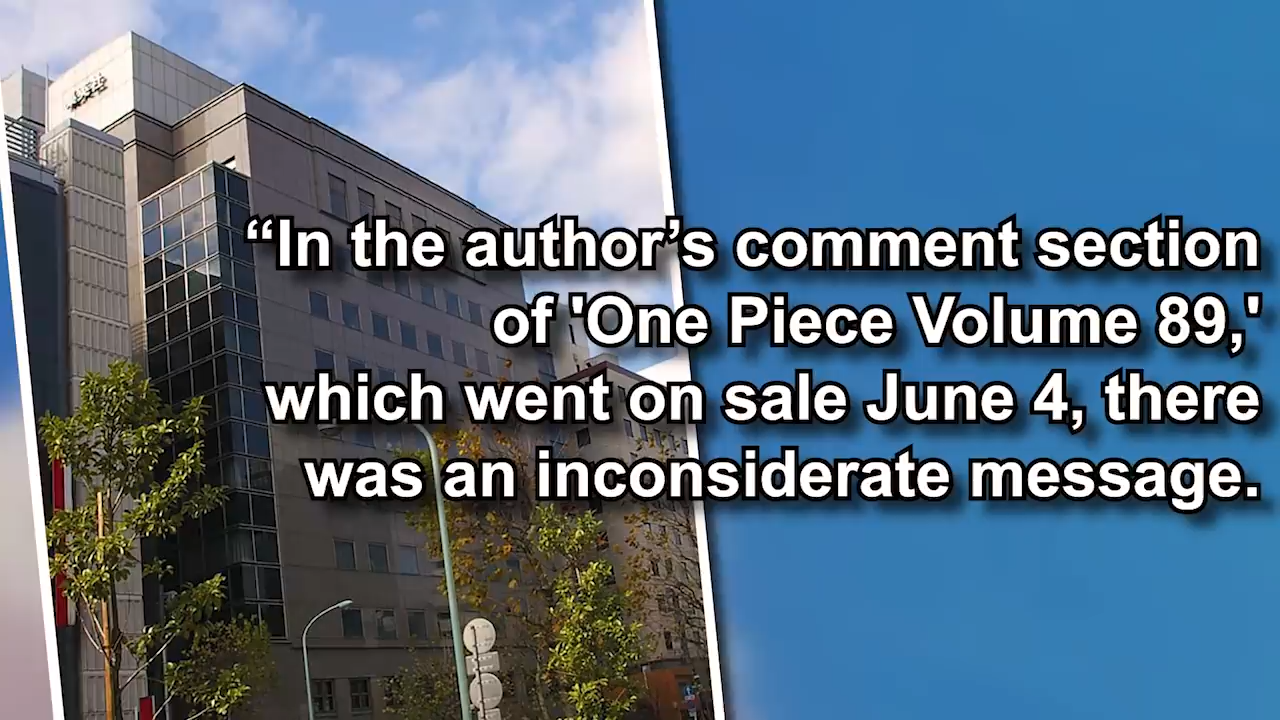 “In the author’s comment section
of 'One Piece Volume 89,'
which went on sale June 4, there
was an inconsiderate message.